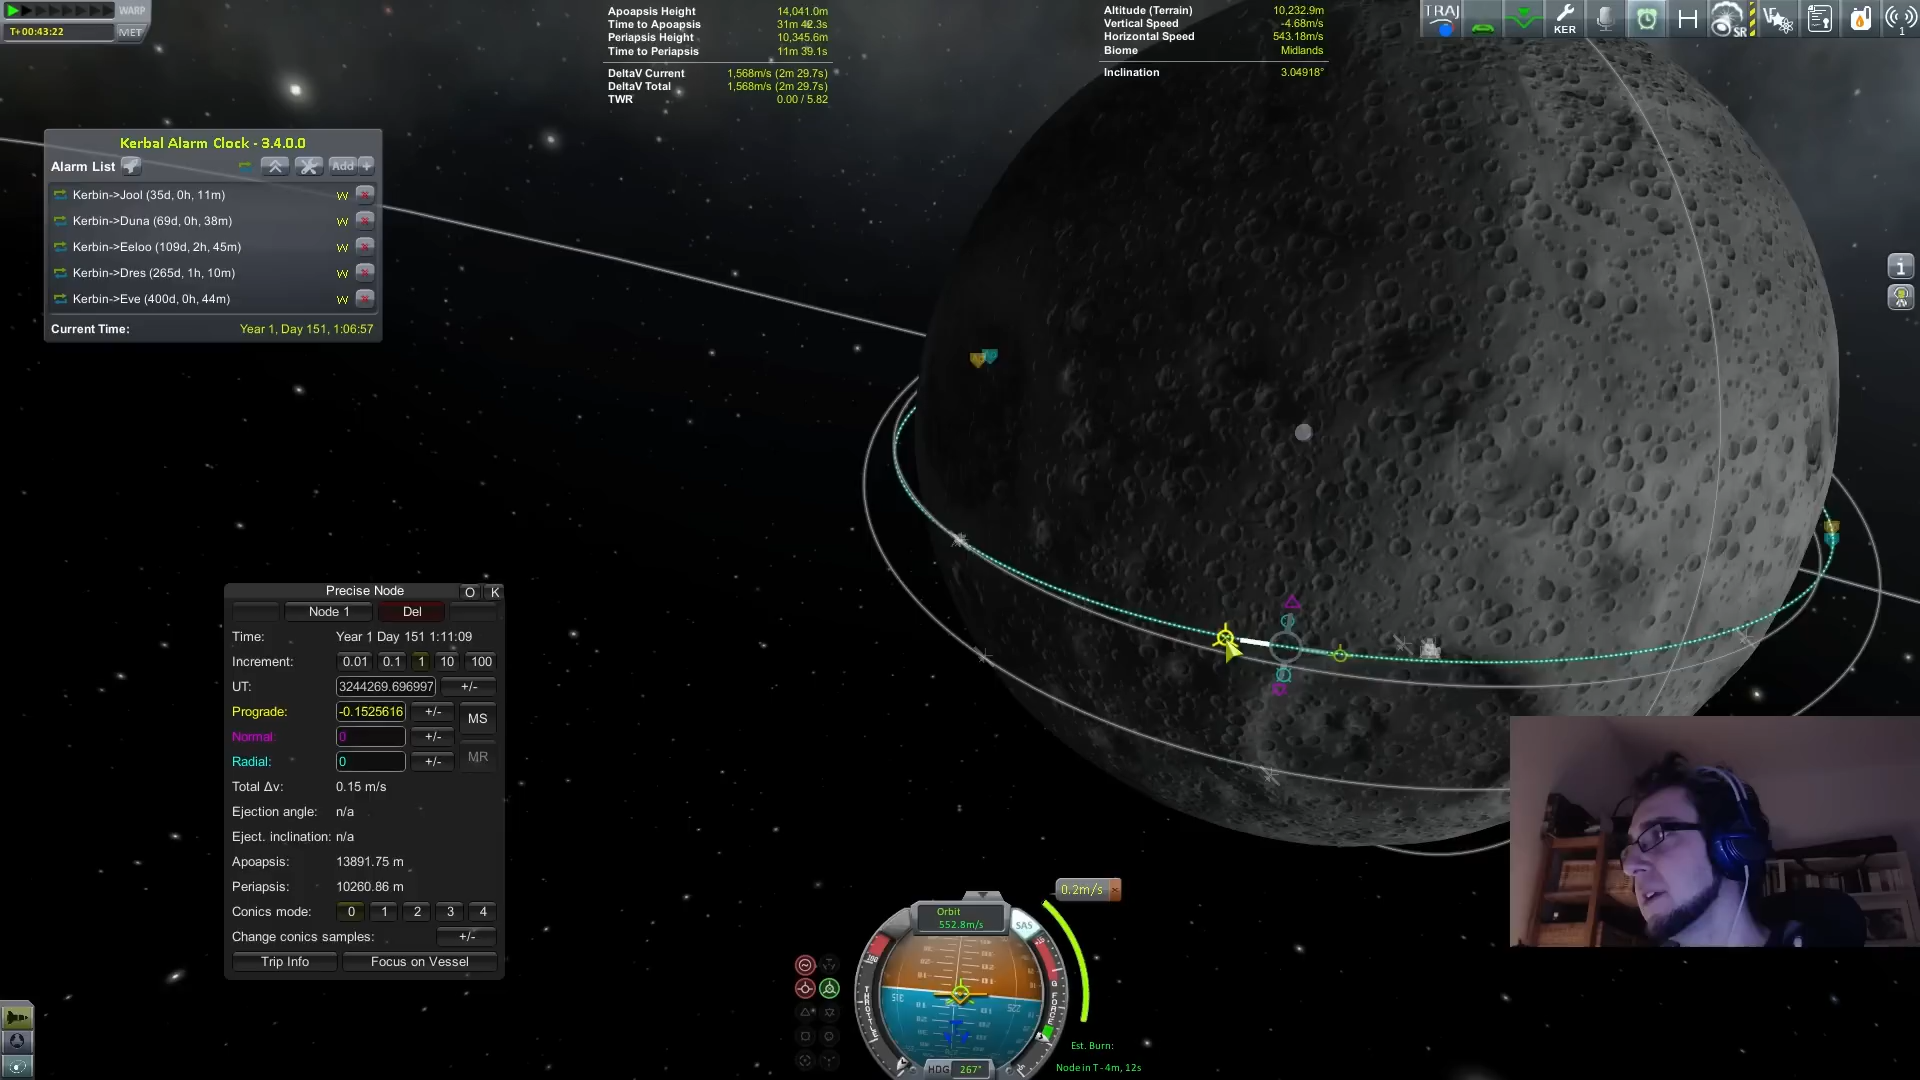 WARP
T+00:43:22
MET
Apoapsis Height 14,041.0m
Time to Apoapsis 31m 42.3s
Periapsis Height 10,345.6m
Time to Periapsis 11m 39.1s
DeltaV Current 1,568m/s (2m 29.7s)
DeltaV Total 1,568m/s (2m 29.7s)
TWR 0.00 / 5.82
Altitude (Terrain) 10,232.9m
Vertical Speed -4.68m/s
Horizontal Speed 543.18m/s
Biome Midlands
Inclination 3.04918°
TRAJ
KER
SR
1
Kerbal Alarm Clock - 3.4.0.0
Alarm List Add +
Kerbin->Jool (35d, 0h, 11m) W x
Kerbin->Duna (69d, 0h, 38m) W x
Kerbin->Eeloo (109d, 2h, 45m) W x
Kerbin->Dres (265d, 1h, 10m) W x
Kerbin->Eve (400d, 0h, 44m) W x
Current Time: Year 1, Day 151, 1:06:57
Precise Node O K
Node 1 Del
Time: Year 1 Day 151 1:11:09
Increment: 0.01 0.1 1 10 100
UT: 3244269.696997 +/-
Prograde: -0.1525616 +/- MS
Normal: 0 +/-
Radial: 0 +/- MR
Total Δv: 0.15 m/s
Ejection angle: n/a
Eject. inclination: n/a
Apoapsis: 13891.75 m
Periapsis: 10260.86 m
Conics mode: 0 1 2 3 4
Change conics samples: +/-
Trip Info Focus on Vessel
0.2m/s
Orbit
552.8m/s
SAS
THROTTLE
G FORCE
HDG 267°
Est. Burn:
Node in T - 4m, 12s